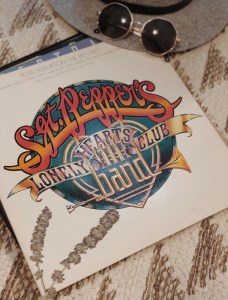 SGT. PEPPER'S
LONELY HEARTS CLUB
band